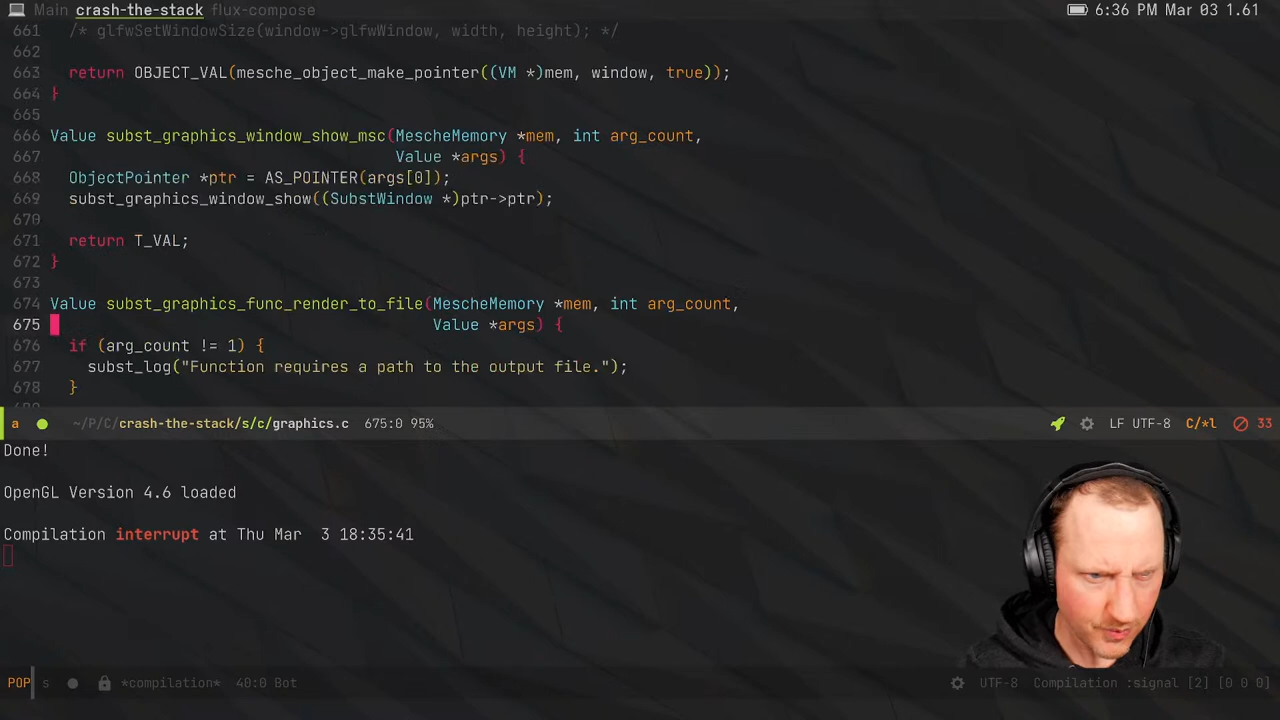 Main crash-the-stack flux-compose 6:36 PM Mar 03 1.61
661 /* glfwSetWindowSize(window->glfwWindow, width, height); */
662
663 return OBJECT_VAL(mesche_object_make_pointer((VM *)mem, window, true));
664 }
665
666 Value subst_graphics_window_show_msc(MescheMemory *mem, int arg_count,
667 Value *args) {
668 ObjectPointer *ptr = AS_POINTER(args[0]);
669 subst_graphics_window_show((SubstWindow *)ptr->ptr);
670
671 return T_VAL;
672 }
673
674 Value subst_graphics_func_render_to_file(MescheMemory *mem, int arg_count,
675 Value *args) {
676 if (arg_count != 1) {
677 subst_log("Function requires a path to the output file.");
678 }
a ~/P/C/crash-the-stack/s/c/graphics.c 675:0 95% LF UTF-8 C/*l 33
Done!
OpenGL Version 4.6 loaded
Compilation interrupt at Thu Mar 3 18:35:41
POP s *compilation* 40:0 Bot UTF-8 Compilation :signal [2] [0 0 0]